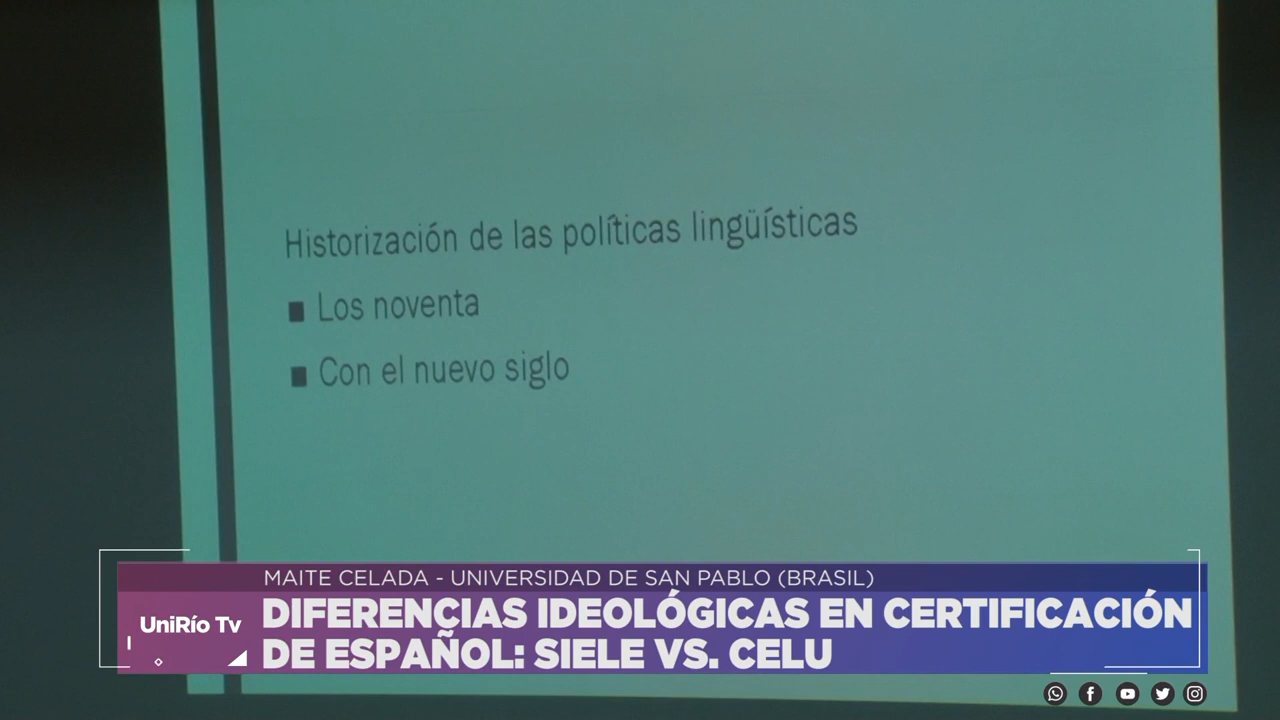 Historización de las políticas lingüísticas
■ Los noventa
■ Con el nuevo siglo
MAITE CELADA - UNIVERSIDAD DE SAN PABLO (BRASIL)
UniRío Tv
DIFERENCIAS IDEOLÓGICAS EN CERTIFICACIÓN
DE ESPAÑOL: SIELE VS. CELU